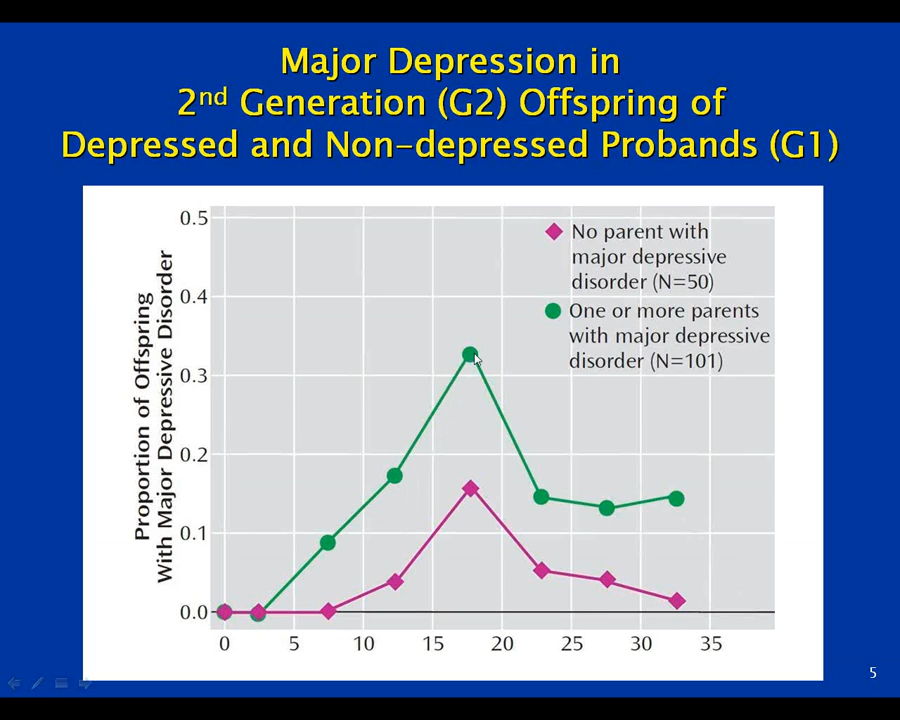 Major Depression in
2nd Generation (G2) Offspring of
Depressed and Non-depressed Probands (G1)
Proportion of Offspring
With Major Depressive Disorder
0.5
0.4
0.3
0.2
0.1
0.0
No parent with
major depressive
disorder (N=50)
One or more parents
with major depressive
disorder (N=101)
0 5 10 15 20 25 30 35
5